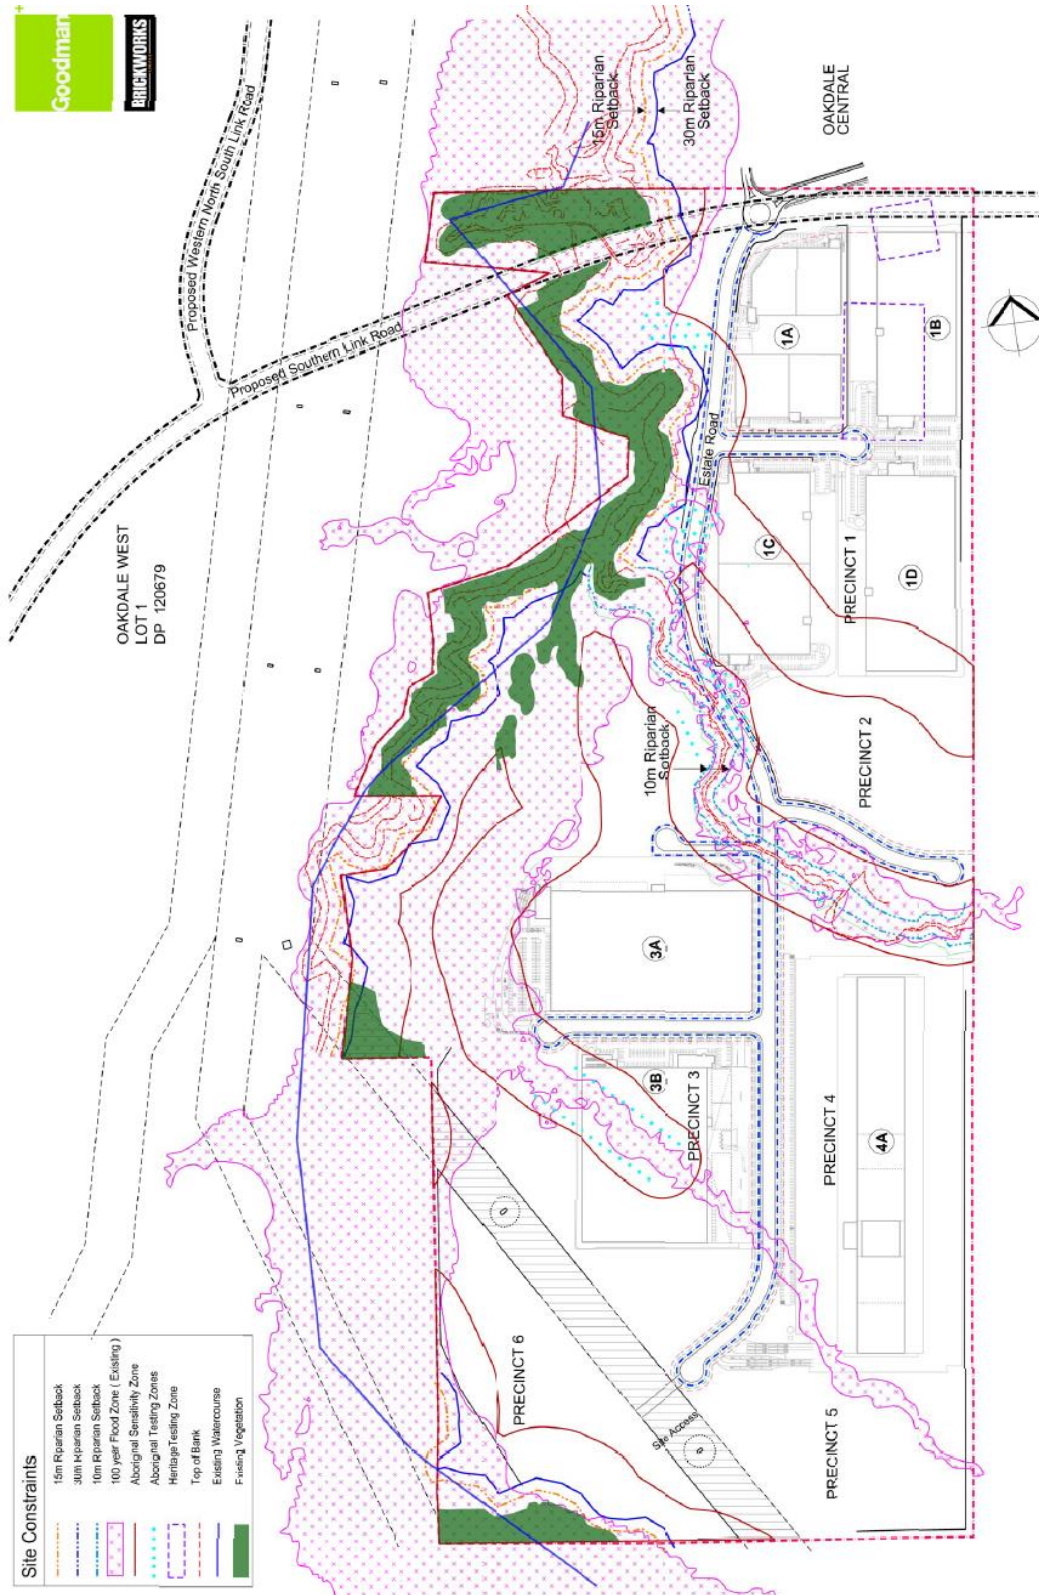 Goodman
BRICKWORKS
Proposed Western North South Link Road
Proposed Southern Link Road
15m Riparian
Setback
30m Riparian
Setback
OAKDALE
CENTRAL
OAKDALE WEST
LOT 1
DP 120679
Estate Road
1A
1B
1C
1D
PRECINCT 1
10m Riparian
Setback
PRECINCT 2
3A
3B
PRECINCT 3
PRECINCT 4
4A
PRECINCT 6
Site Access
PRECINCT 5
Site Constraints
15m Riparian Setback
30m Riparian Setback
10m Riparian Setback
100 year Flood Zone ( Existing )
Aboriginal Sensitivity Zone
Aboriginal Testing Zones
HeritageTesting Zone
Top of Bank
Existing Watercourse
Existing Vegetation